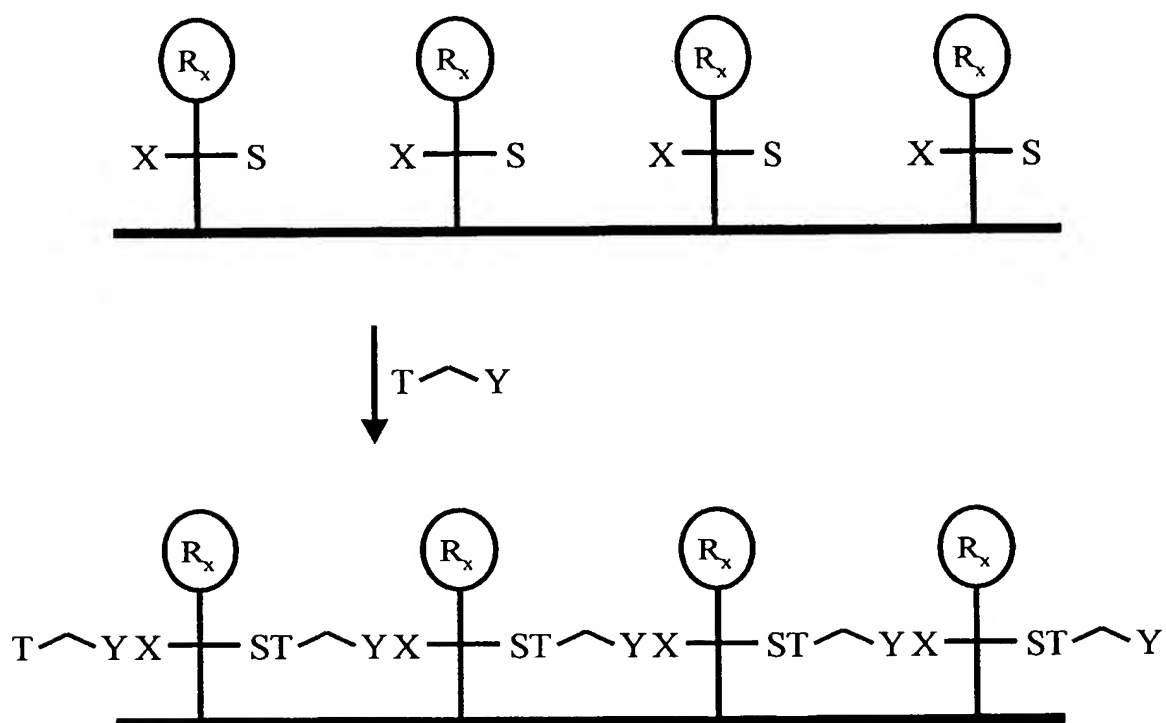 Rx Rx Rx Rx
X S X S X S X S
T Y
Rx Rx Rx Rx
T YX ST YX ST YX ST YX ST Y